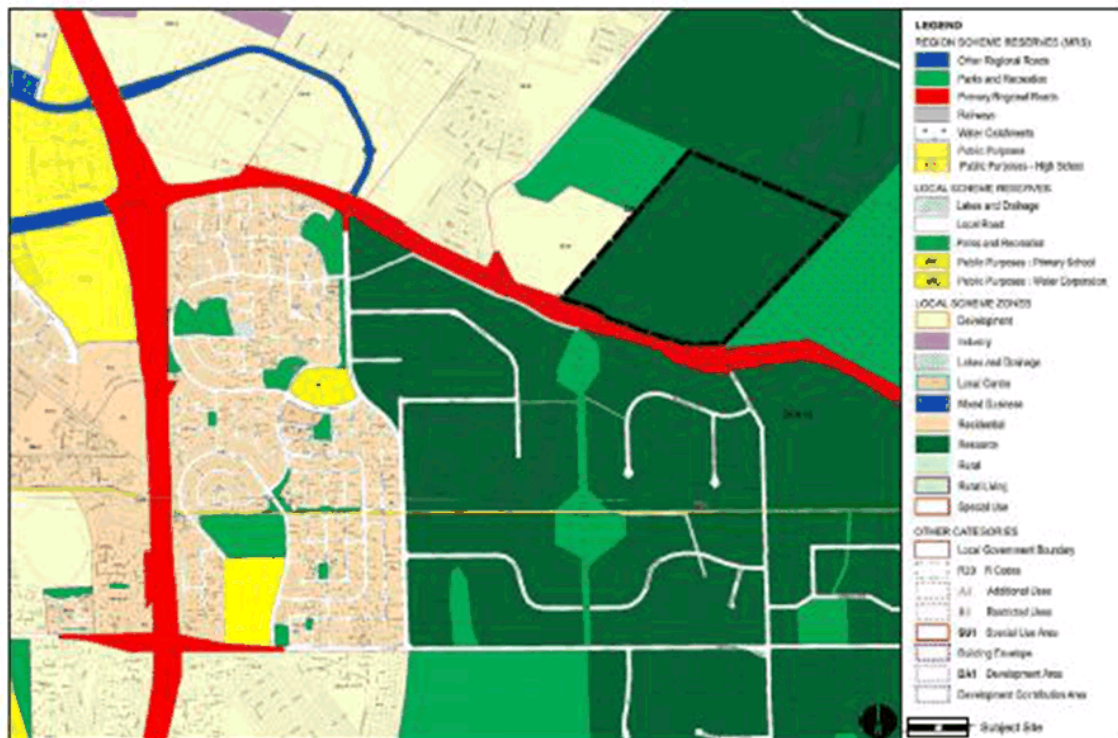 LEGEND
REGION SCHEME RESERVES (MRS)
Other Regional Roads
Parks and Recreation
Primary Regional Roads
Railways
Water Catchments
Public Purposes
Public Purposes - High School
LOCAL SCHEME RESERVES
Lakes and Drainage
Local Road
Parks and Recreation
Public Purposes : Primary School
Public Purposes : Water Corporation
LOCAL SCHEME ZONES
Development
Industry
Lakes and Drainage
Local Centre
Mixed Business
Residential
Resource
Rural
Rural Living
Special Use
OTHER CATEGORIES
Local Government Boundary
R20 R Codes
Additional Uses
Restricted Uses
Special Use Area
Building Envelope
DA1 Development Area
Development Contribution Area
Subject Site